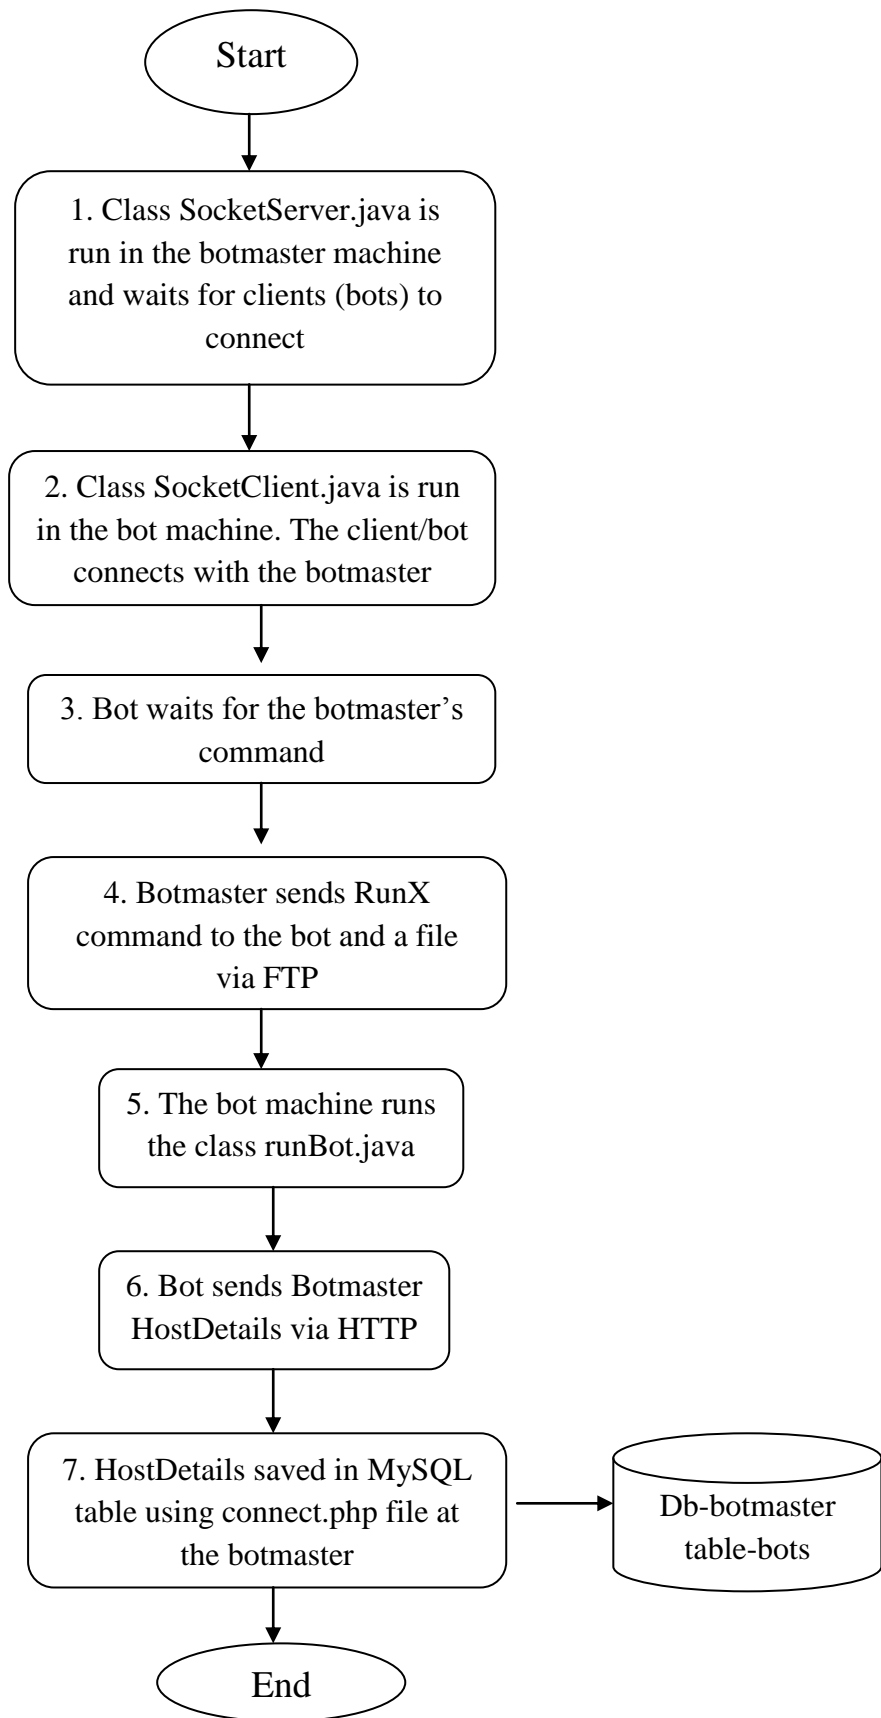 Start
1. Class SocketServer.java is
run in the botmaster machine
and waits for clients (bots) to
connect
2. Class SocketClient.java is run
in the bot machine. The client/bot
connects with the botmaster
3. Bot waits for the botmaster’s
command
4. Botmaster sends RunX
command to the bot and a file
via FTP
5. The bot machine runs
the class runBot.java
6. Bot sends Botmaster
HostDetails via HTTP
7. HostDetails saved in MySQL
table using connect.php file at
the botmaster
Db-botmaster
table-bots
End